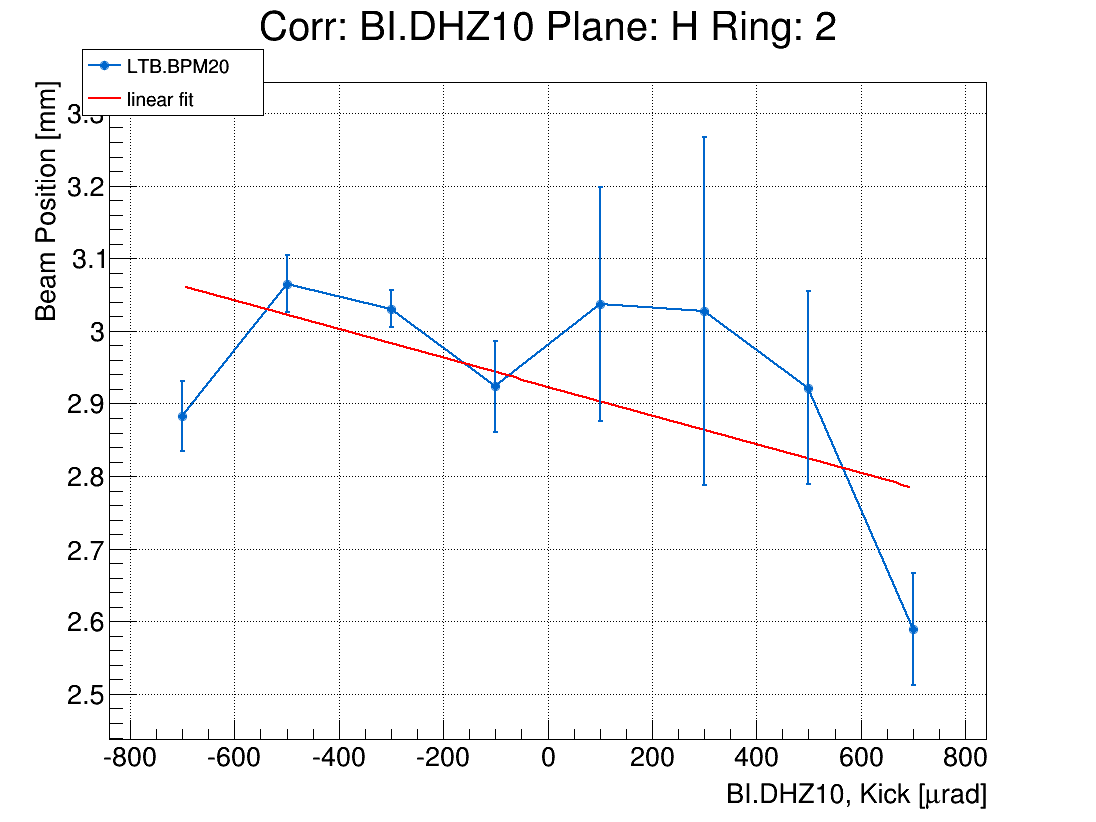 Corr: BI.DHZ10 Plane: H Ring: 2
LTB.BPM20
linear fit
Beam Position [mm]
3.3
3.2
3.1
3
2.9
2.8
2.7
2.6
2.5
-800 -600 -400 -200 0 200 400 600 800
BI.DHZ10, Kick [μrad]